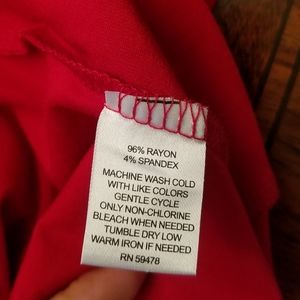 96% RAYON
4% SPANDEX
MACHINE WASH COLD
WITH LIKE COLORS
GENTLE CYCLE
ONLY NON-CHLORINE
BLEACH WHEN NEEDED
TUMBLE DRY LOW
WARM IRON IF NEEDED
RN 59478